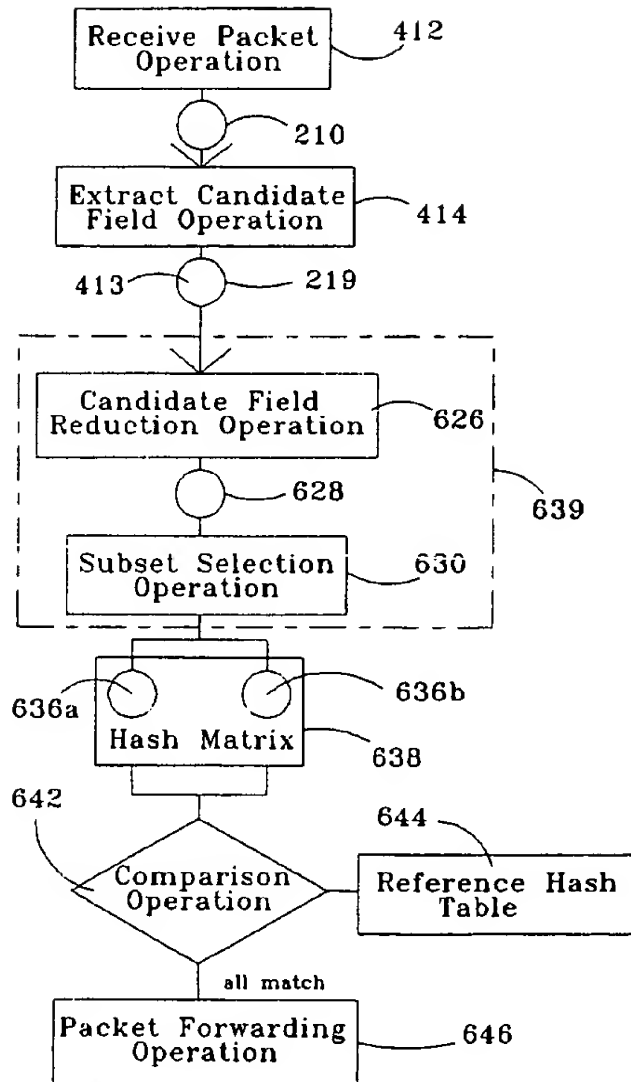 Receive Packet
Operation
412
210
Extract Candidate
Field Operation
414
413
219
Candidate Field
Reduction Operation
626
628
639
Subset Selection
Operation
630
636a
636b
Hash Matrix
638
642
644
Comparison
Operation
Reference Hash
Table
all match
Packet Forwarding
Operation
646